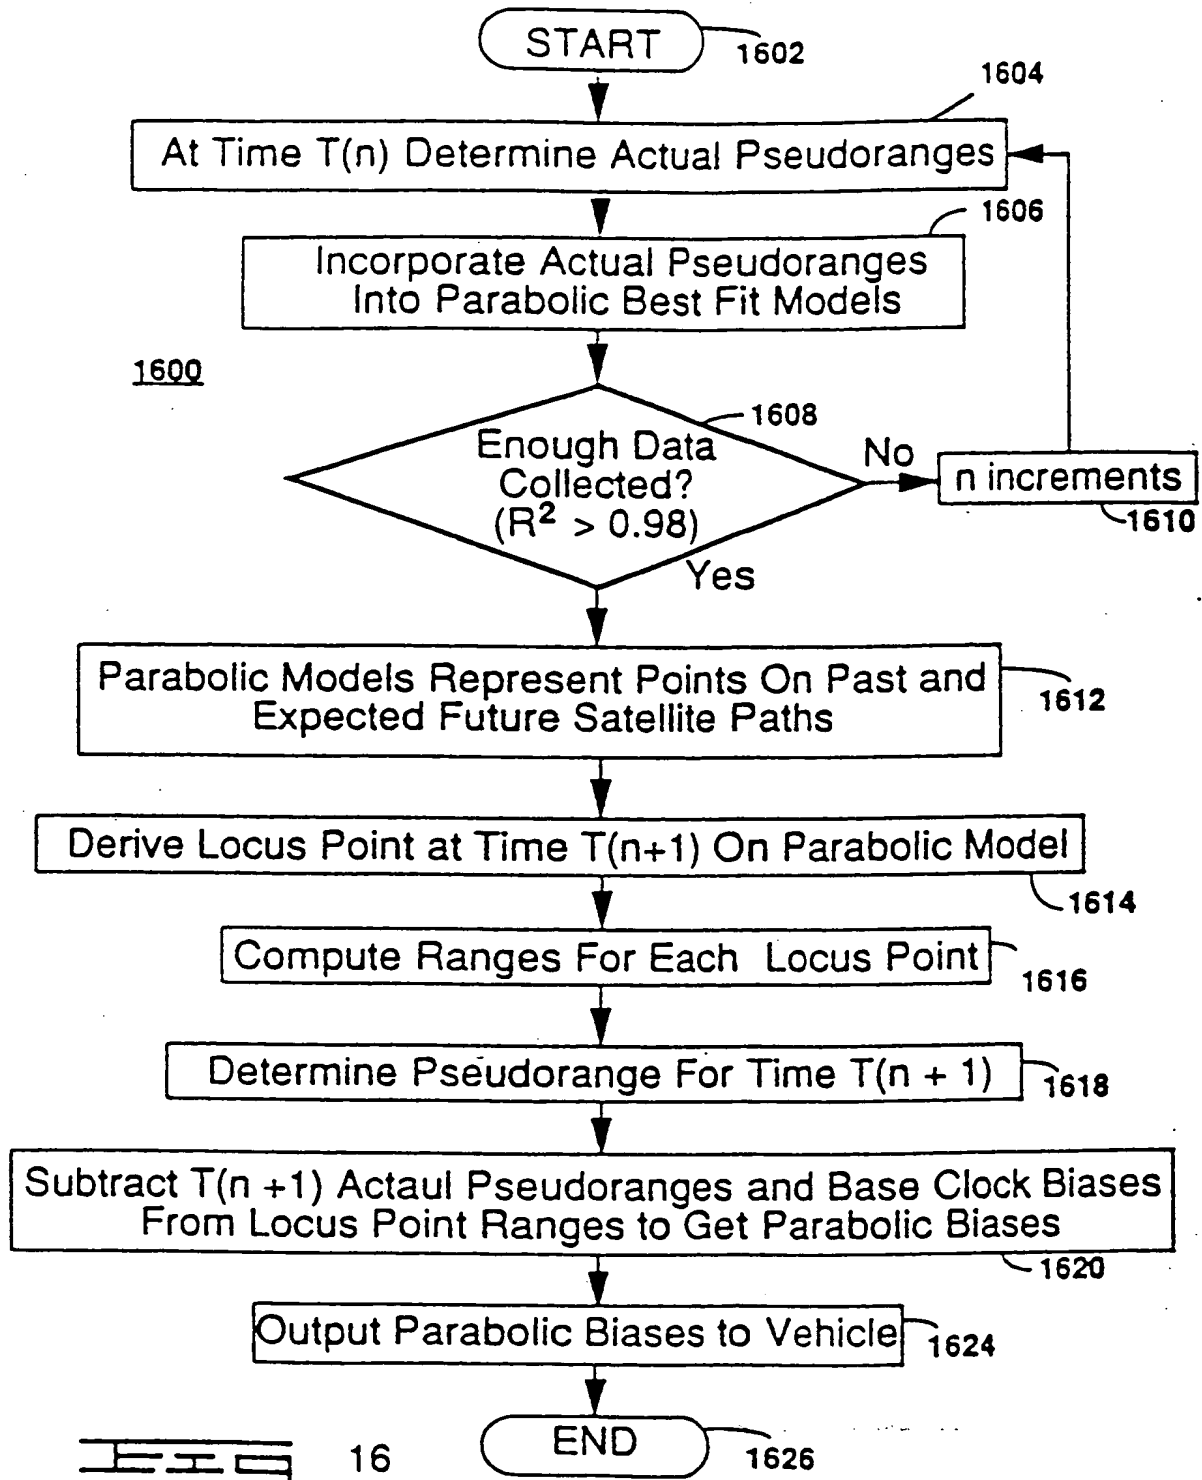 START
1602
1604
At Time T(n) Determine Actual Pseudoranges
1606
Incorporate Actual Pseudoranges
Into Parabolic Best Fit Models
1600
1608
Enough Data
Collected?
(R² > 0.98)
No
n increments
1610
Yes
Parabolic Models Represent Points On Past and
Expected Future Satellite Paths
1612
Derive Locus Point at Time T(n+1) On Parabolic Model
1614
Compute Ranges For Each Locus Point
1616
Determine Pseudorange For Time T(n + 1)
1618
Subtract T(n +1) Actaul Pseudoranges and Base Clock Biases
From Locus Point Ranges to Get Parabolic Biases
1620
Output Parabolic Biases to Vehicle
1624
END
1626
FIG 16